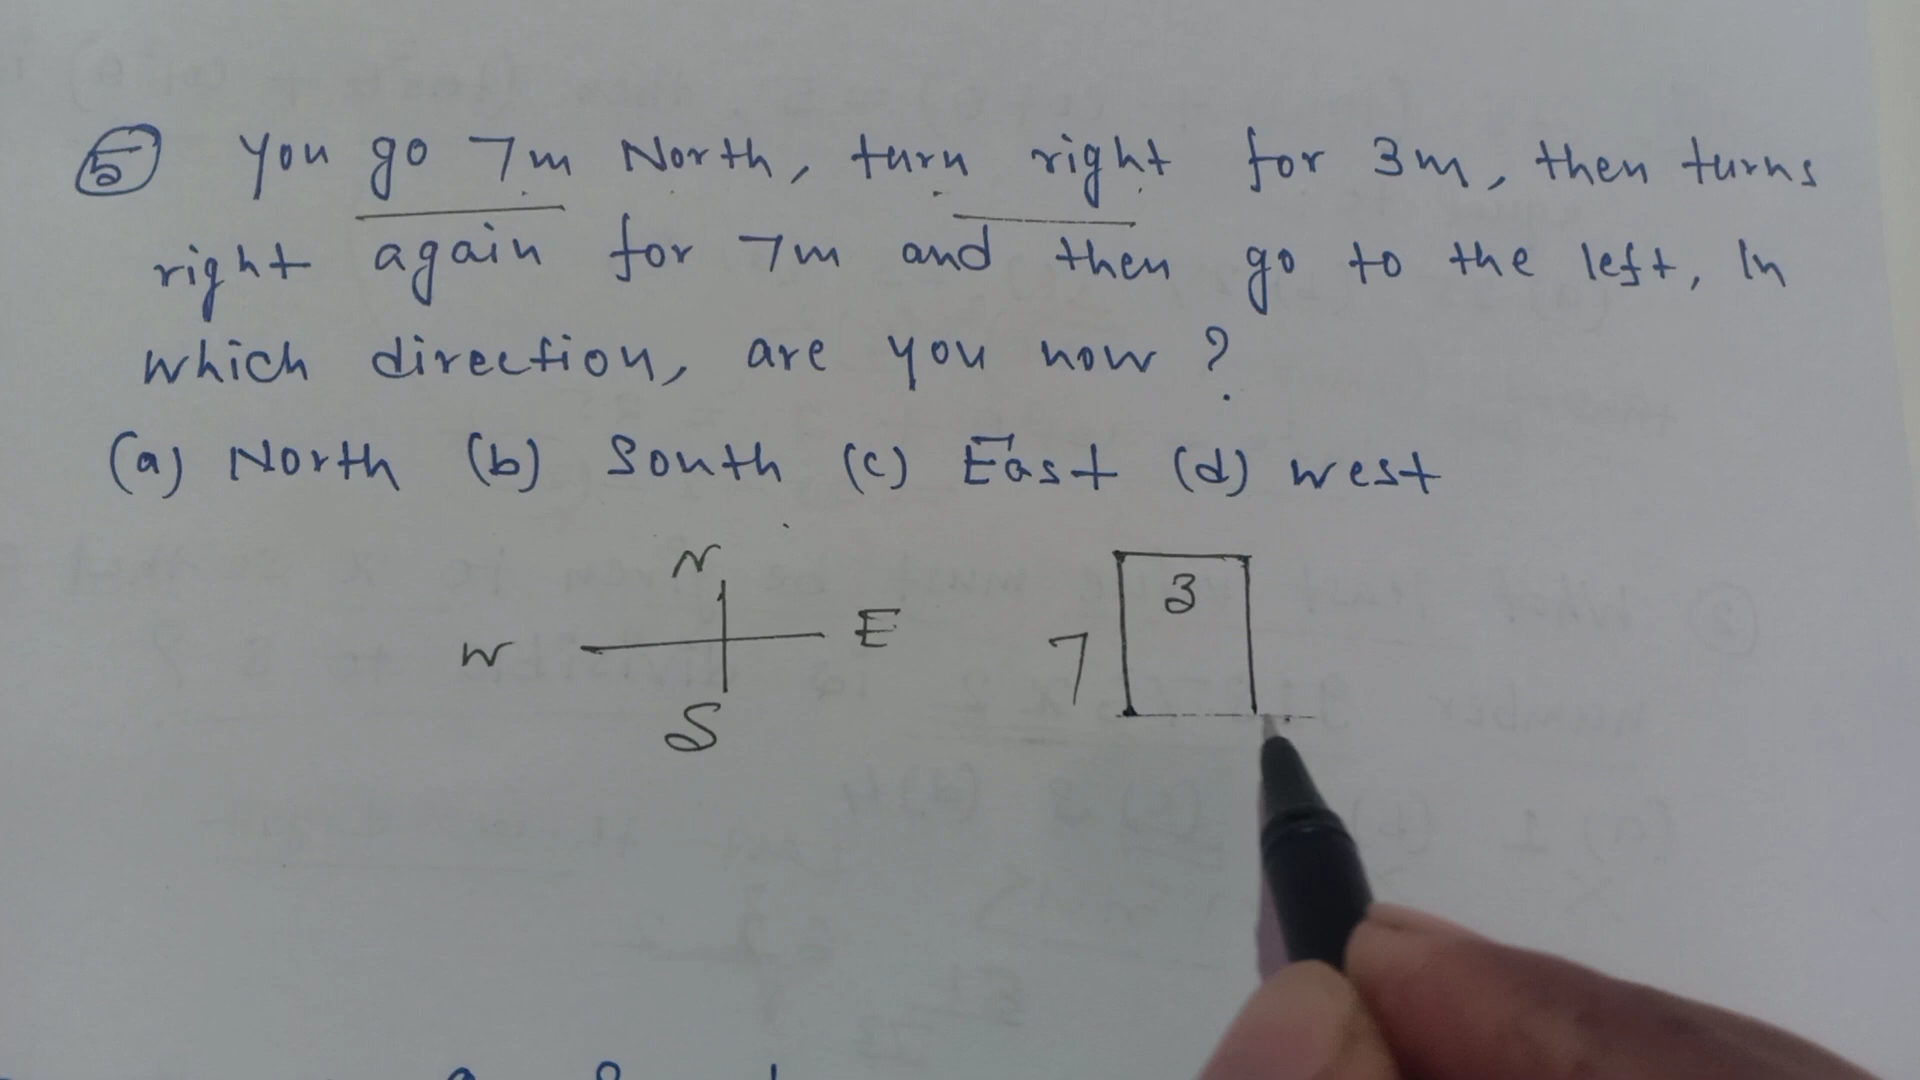 5 You go 7m North, turn right for 3m, then turns
right again for 7m and then go to the left, In
which direction, are you now ?
(a) North (b) South (c) East (d) west
N
W E
S
3
7